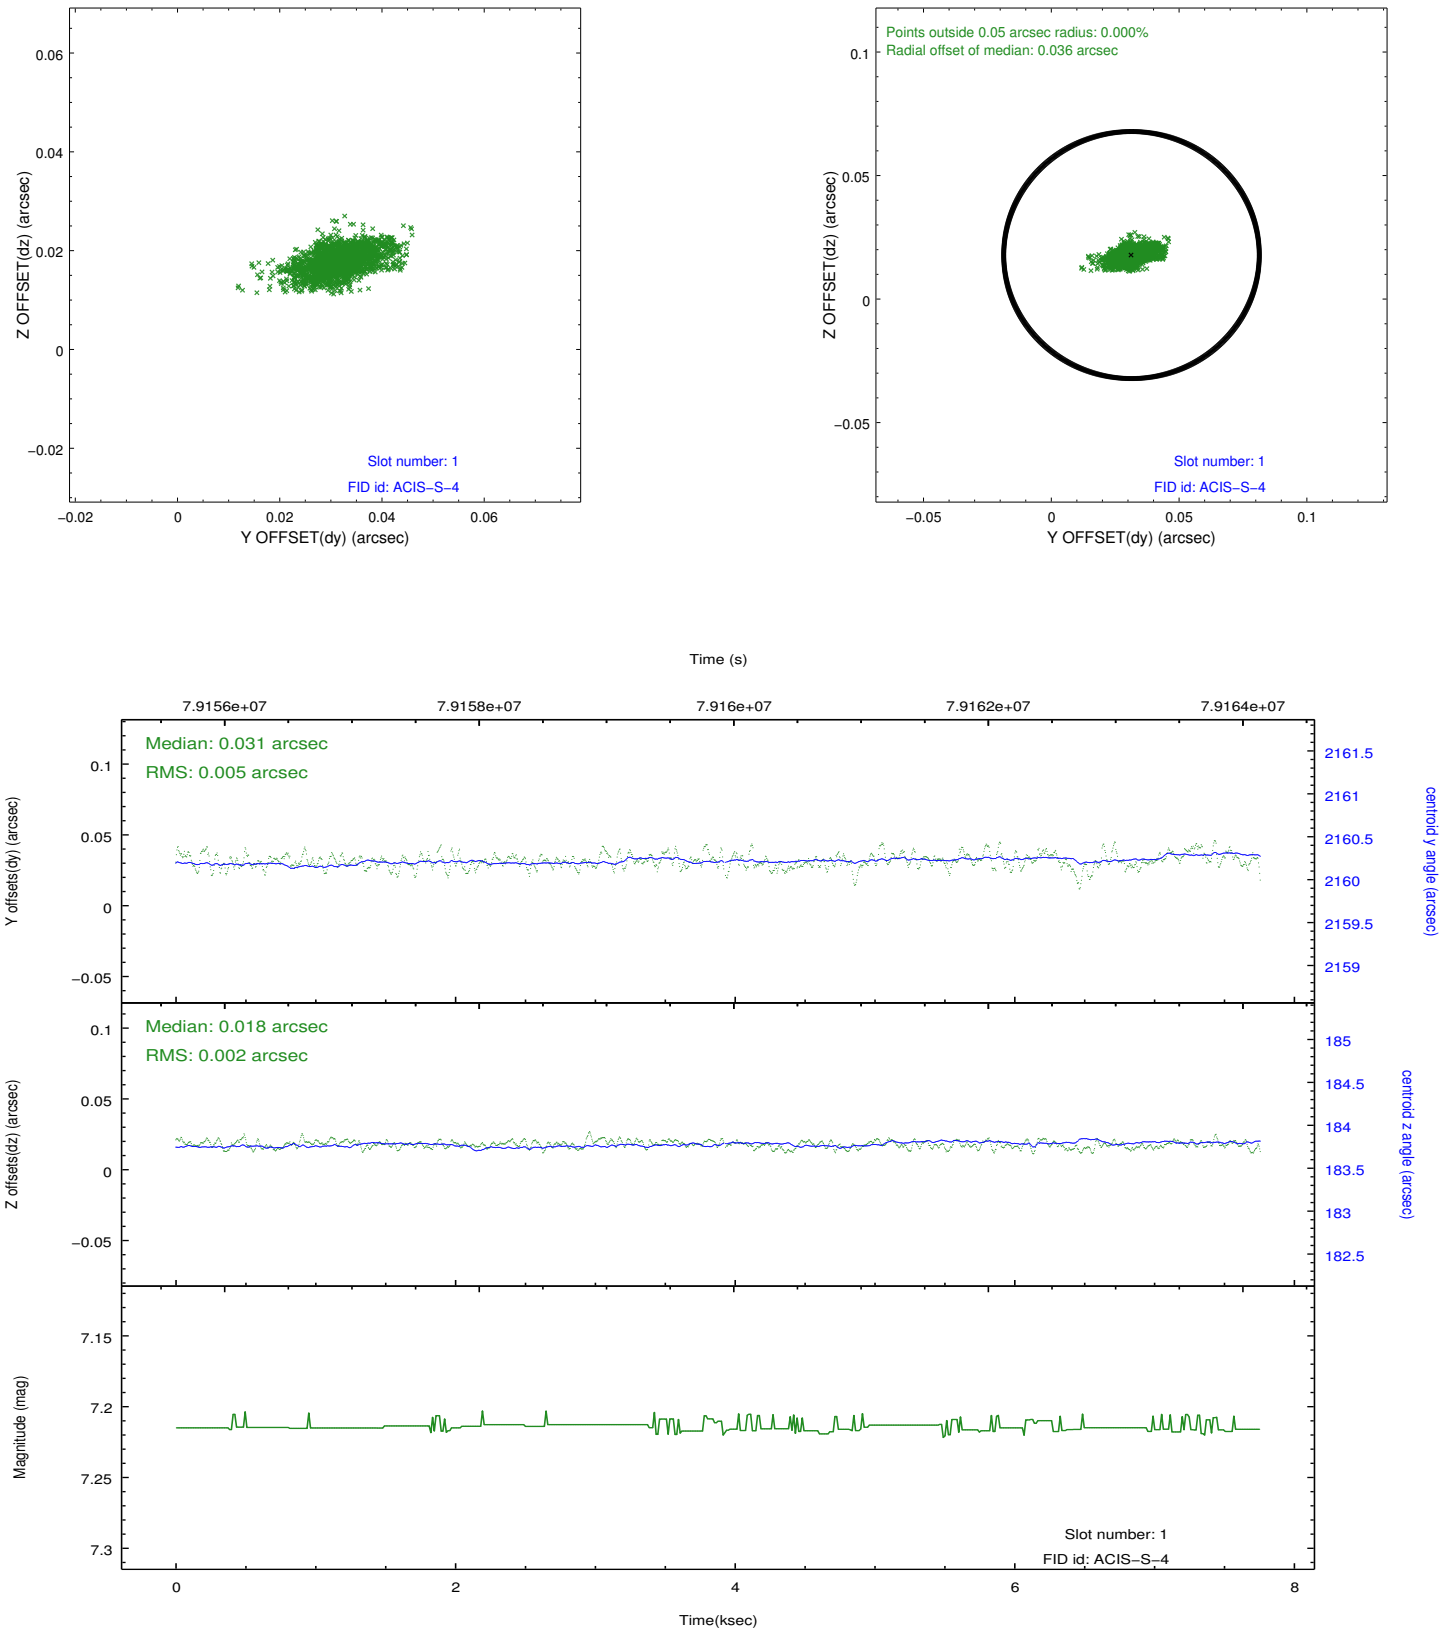 0.06
0.04
0.02
0
−0.02
Z OFFSET(dz) (arcsec)
Slot number: 1
FID id: ACIS−S−4
−0.02 0 0.02 0.04 0.06
Y OFFSET(dy) (arcsec)
Points outside 0.05 arcsec radius: 0.000%
Radial offset of median: 0.036 arcsec
0.1
0.05
0
−0.05
Z OFFSET(dz) (arcsec)
Slot number: 1
FID id: ACIS−S−4
−0.05 0 0.05 0.1
Y OFFSET(dy) (arcsec)
Time (s)
7.9156e+07 7.9158e+07 7.916e+07 7.9162e+07 7.9164e+07
Median: 0.031 arcsec
RMS: 0.005 arcsec
0.1
0.05
0
−0.05
Y offsets(dy) (arcsec)
2161.5
2161
2160.5
2160
2159.5
2159
centroid y angle (arcsec)
Median: 0.018 arcsec
RMS: 0.002 arcsec
0.1
0.05
0
−0.05
Z offsets(dz) (arcsec)
185
184.5
184
183.5
183
182.5
centroid z angle (arcsec)
7.15
7.2
7.25
7.3
Magnitude (mag)
Slot number: 1
FID id: ACIS−S−4
0 2 4 6 8
Time(ksec)